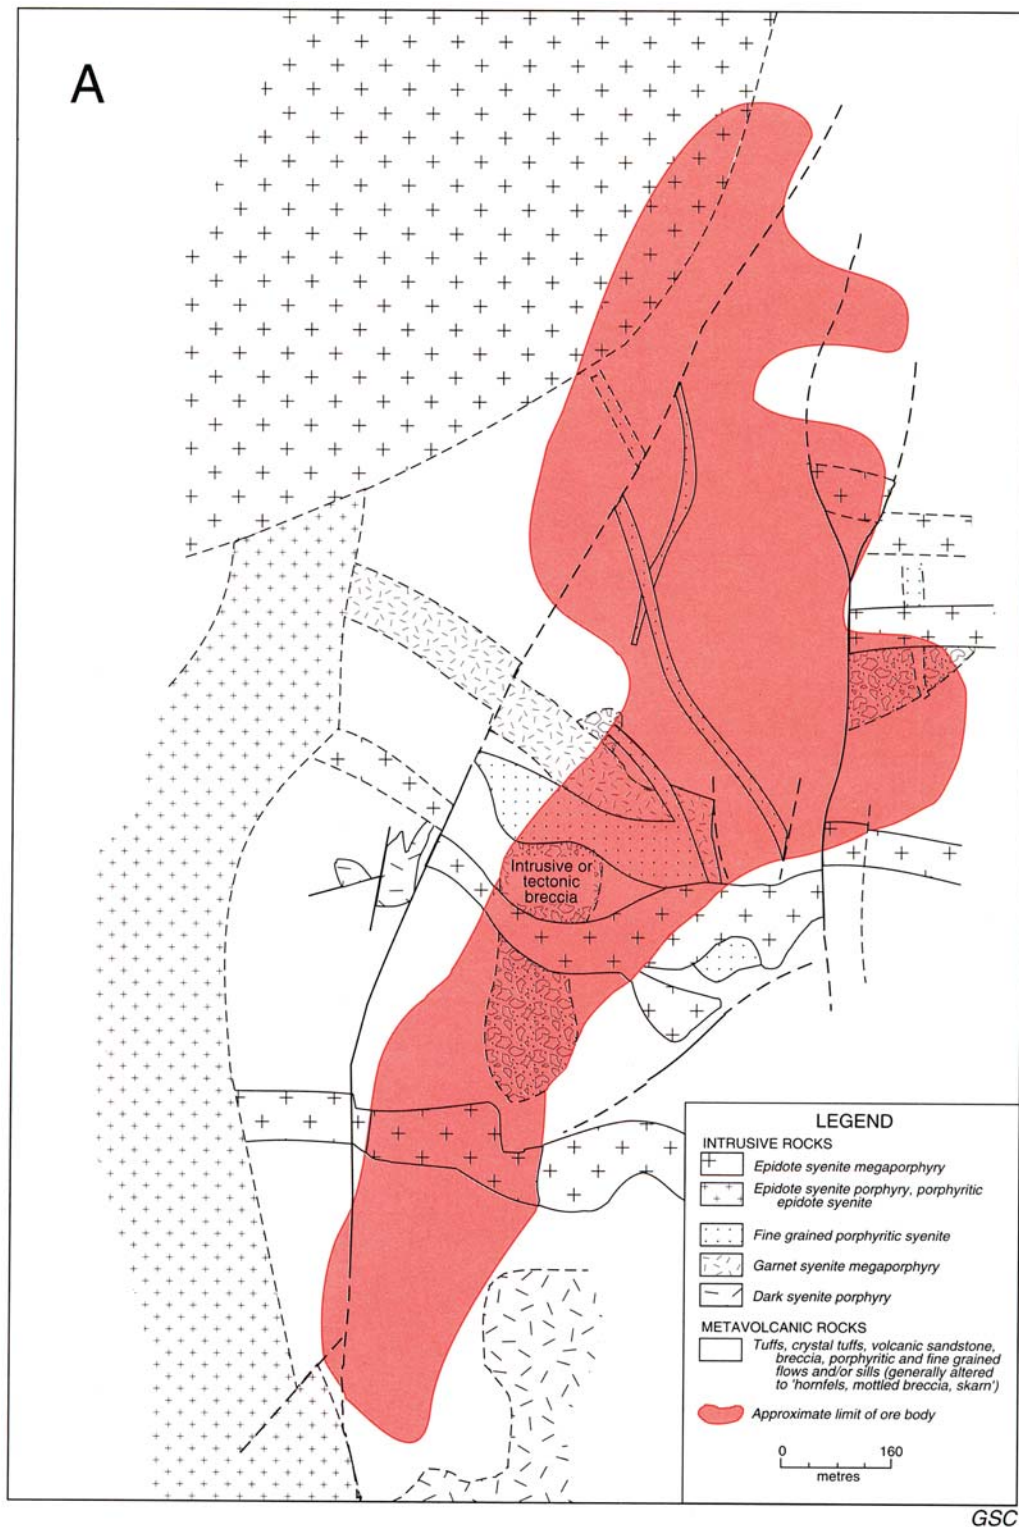 A
Intrusive or
tectonic
breccia
LEGEND
INTRUSIVE ROCKS
Epidote syenite megaporphyry
Epidote syenite porphyry, porphyritic
epidote syenite
Fine grained porphyritic syenite
Garnet syenite megaporphyry
Dark syenite porphyry
METAVOLCANIC ROCKS
Tuffs, crystal tuffs, volcanic sandstone,
breccia, porphyritic and fine grained
flows and/or sills (generally altered
to 'hornfels, mottled breccia, skarn')
Approximate limit of ore body
0 160
metres
GSC